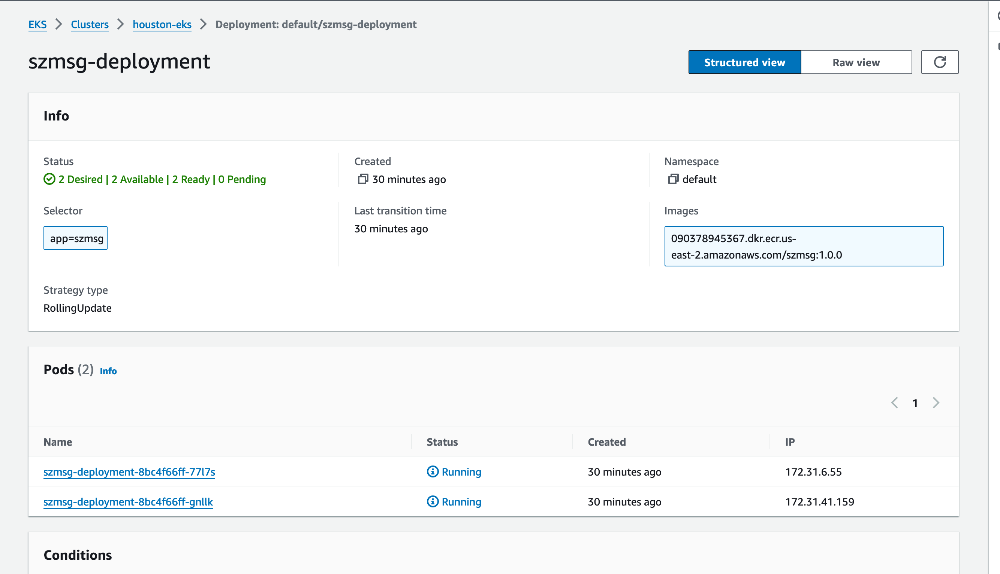 EKS > Clusters > houston-eks > Deployment: default/szmsg-deployment
szmsg-deployment
Structured view
Raw view
Info
Status
2 Desired | 2 Available | 2 Ready | 0 Pending
Created
30 minutes ago
Namespace
default
Selector
app=szmsg
Last transition time
30 minutes ago
Images
090378945367.dkr.ecr.us-
east-2.amazonaws.com/szmsg:1.0.0
Strategy type
RollingUpdate
Pods (2) Info
1
Name Status Created IP
szmsg-deployment-8bc4f66ff-77l7s Running 30 minutes ago 172.31.6.55
szmsg-deployment-8bc4f66ff-gnllk Running 30 minutes ago 172.31.41.159
Conditions